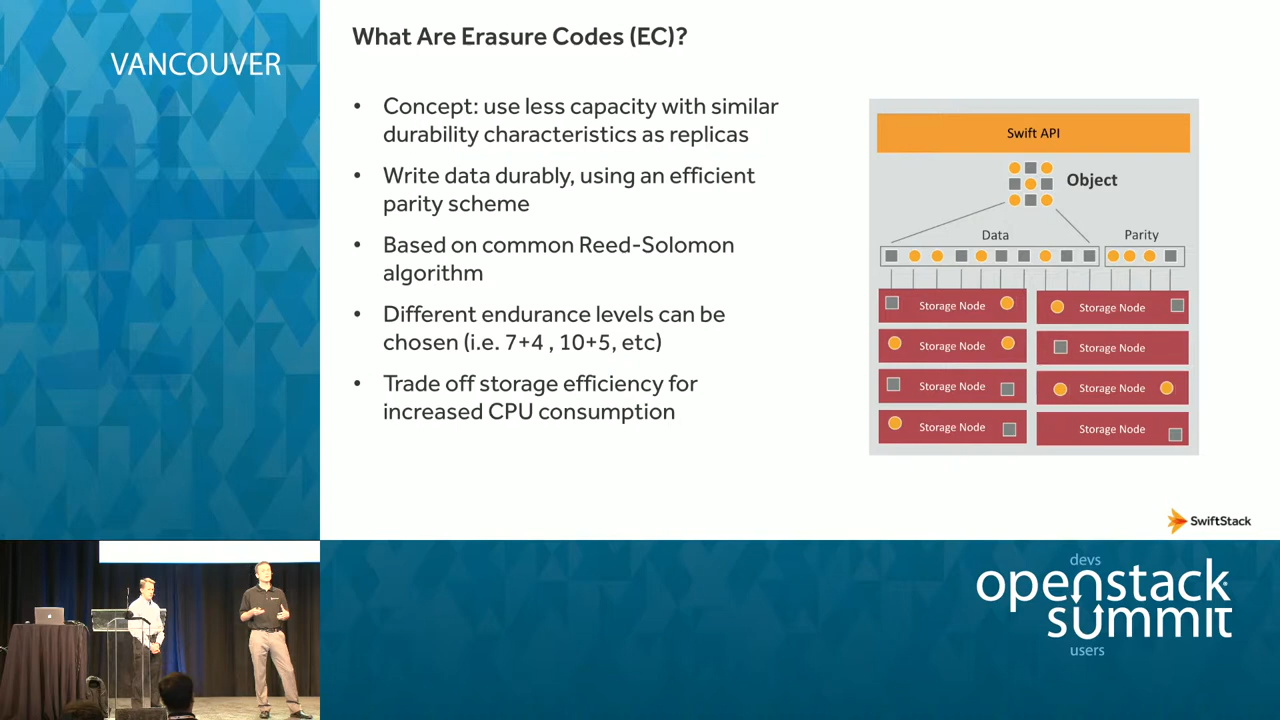 VANCOUVER
What Are Erasure Codes (EC)?
• Concept: use less capacity with similar
durability characteristics as replicas
• Write data durably, using an efficient
parity scheme
• Based on common Reed-Solomon
algorithm
• Different endurance levels can be
chosen (i.e. 7+4 , 10+5, etc)
• Trade off storage efficiency for
increased CPU consumption
Swift API
Object
Data
Parity
Storage Node
Storage Node
Storage Node
Storage Node
Storage Node
Storage Node
Storage Node
Storage Node
SwiftStack
devs
openstack
summit
users